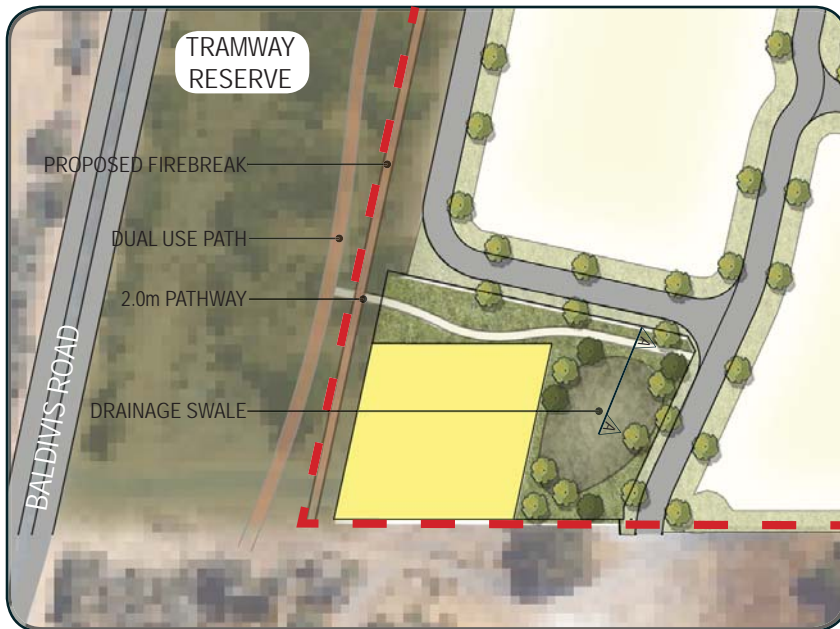 TRAMWAY
RESERVE
PROPOSED FIREBREAK
DUAL USE PATH
2.0m PATHWAY
DRAINAGE SWALE
BALDIVIS ROAD
A
A